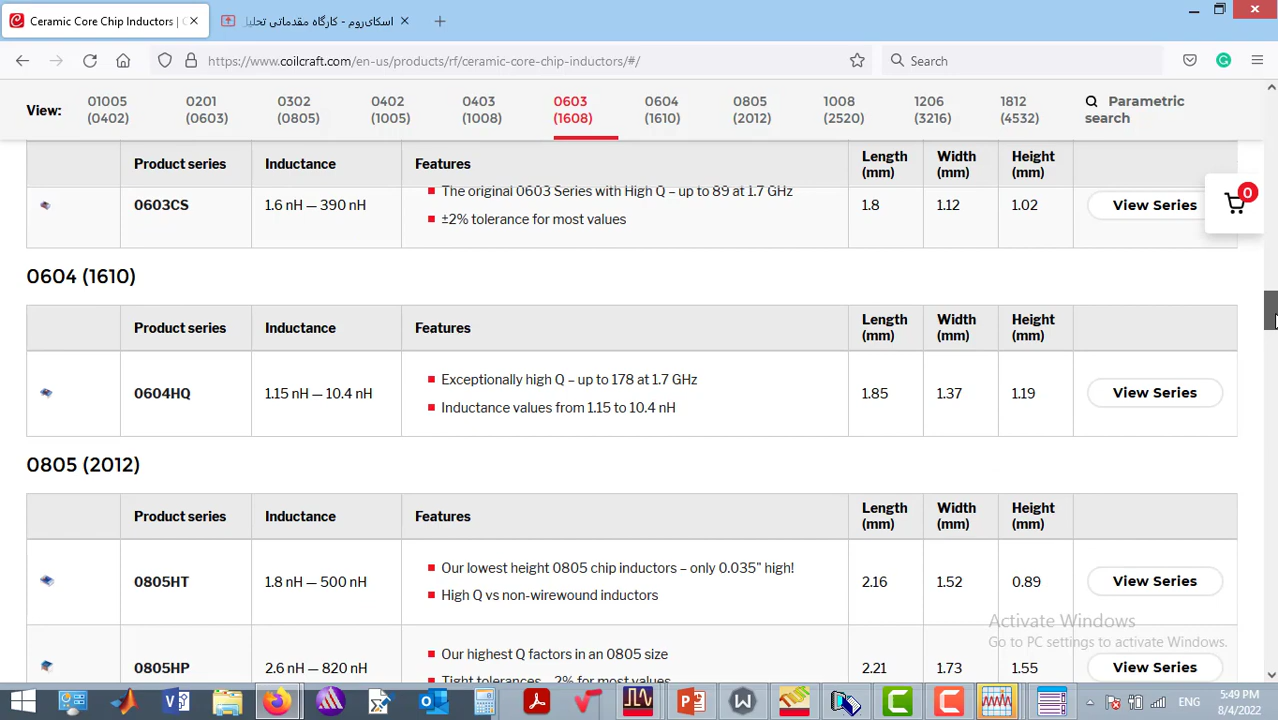 Ceramic Core Chip Inductors | C
اسکای‌روم - کارگاه مقدماتی تحلیل
https://www.coilcraft.com/en-us/products/rf/ceramic-core-chip-inductors/#/
Search
View:
01005 (0402)
0201 (0603)
0302 (0805)
0402 (1005)
0403 (1008)
0603 (1608)
0604 (1610)
0805 (2012)
1008 (2520)
1206 (3216)
1812 (4532)
Parametric search
Product series Inductance Features Length (mm) Width (mm) Height (mm)
The original 0603 Series with High Q – up to 89 at 1.7 GHz
0603CS 1.6 nH — 390 nH 1.8 1.12 1.02 View Series
±2% tolerance for most values
0
0604 (1610)
Product series Inductance Features Length (mm) Width (mm) Height (mm)
Exceptionally high Q – up to 178 at 1.7 GHz
0604HQ 1.15 nH — 10.4 nH 1.85 1.37 1.19 View Series
Inductance values from 1.15 to 10.4 nH
0805 (2012)
Product series Inductance Features Length (mm) Width (mm) Height (mm)
Our lowest height 0805 chip inductors – only 0.035" high!
0805HT 1.8 nH — 500 nH 2.16 1.52 0.89 View Series
High Q vs non-wirewound inductors
Our highest Q factors in an 0805 size
0805HP 2.6 nH — 820 nH 2.21 1.73 1.55 View Series
Tight tolerances – 2% for most values
Activate Windows
Go to PC settings to activate Windows.
ENG
5:49 PM
8/4/2022